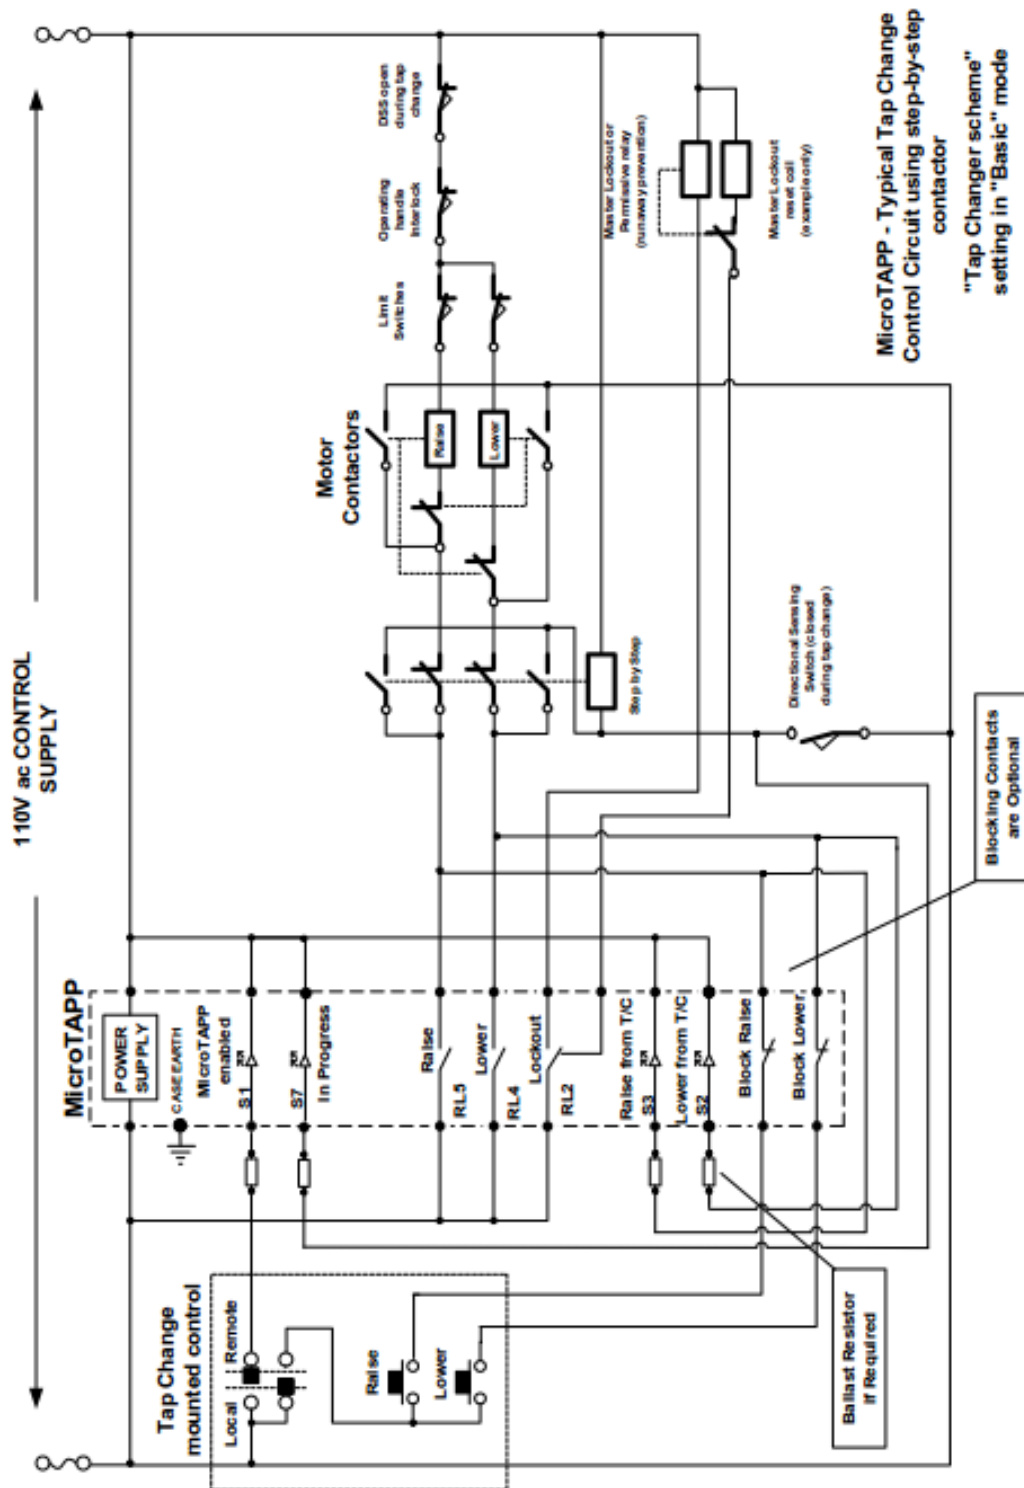 110V ac CONTROL
SUPPLY
DSS open
during tap
change
Operating
handle
Interlock
Limit
Switches
Motor
Contactors
Raise
Lower
Master Lockout or
Permissive relay
(runaway prevention)
Master Lockout
reset coil
(example only)
Step by Step
Directional Sensing
Switch (closed
during tap change)
MicroTAPP - Typical Tap Change
Control Circuit using step-by-step
contactor
"Tap Changer scheme"
setting in "Basic" mode
Blocking Contacts
are Optional
MicroTAPP
POWER
SUPPLY
CASE EARTH
MicroTAPP
enabled
S1
S7
In Progress
Raise
RL5
Lower
RL4
Lockout
RL2
Raise from T/C
S3
Lower from T/C
S2
Block Raise
Block Lower
Tap Change
mounted control
Local
Remote
Raise
Lower
Ballast Resistor
If Required